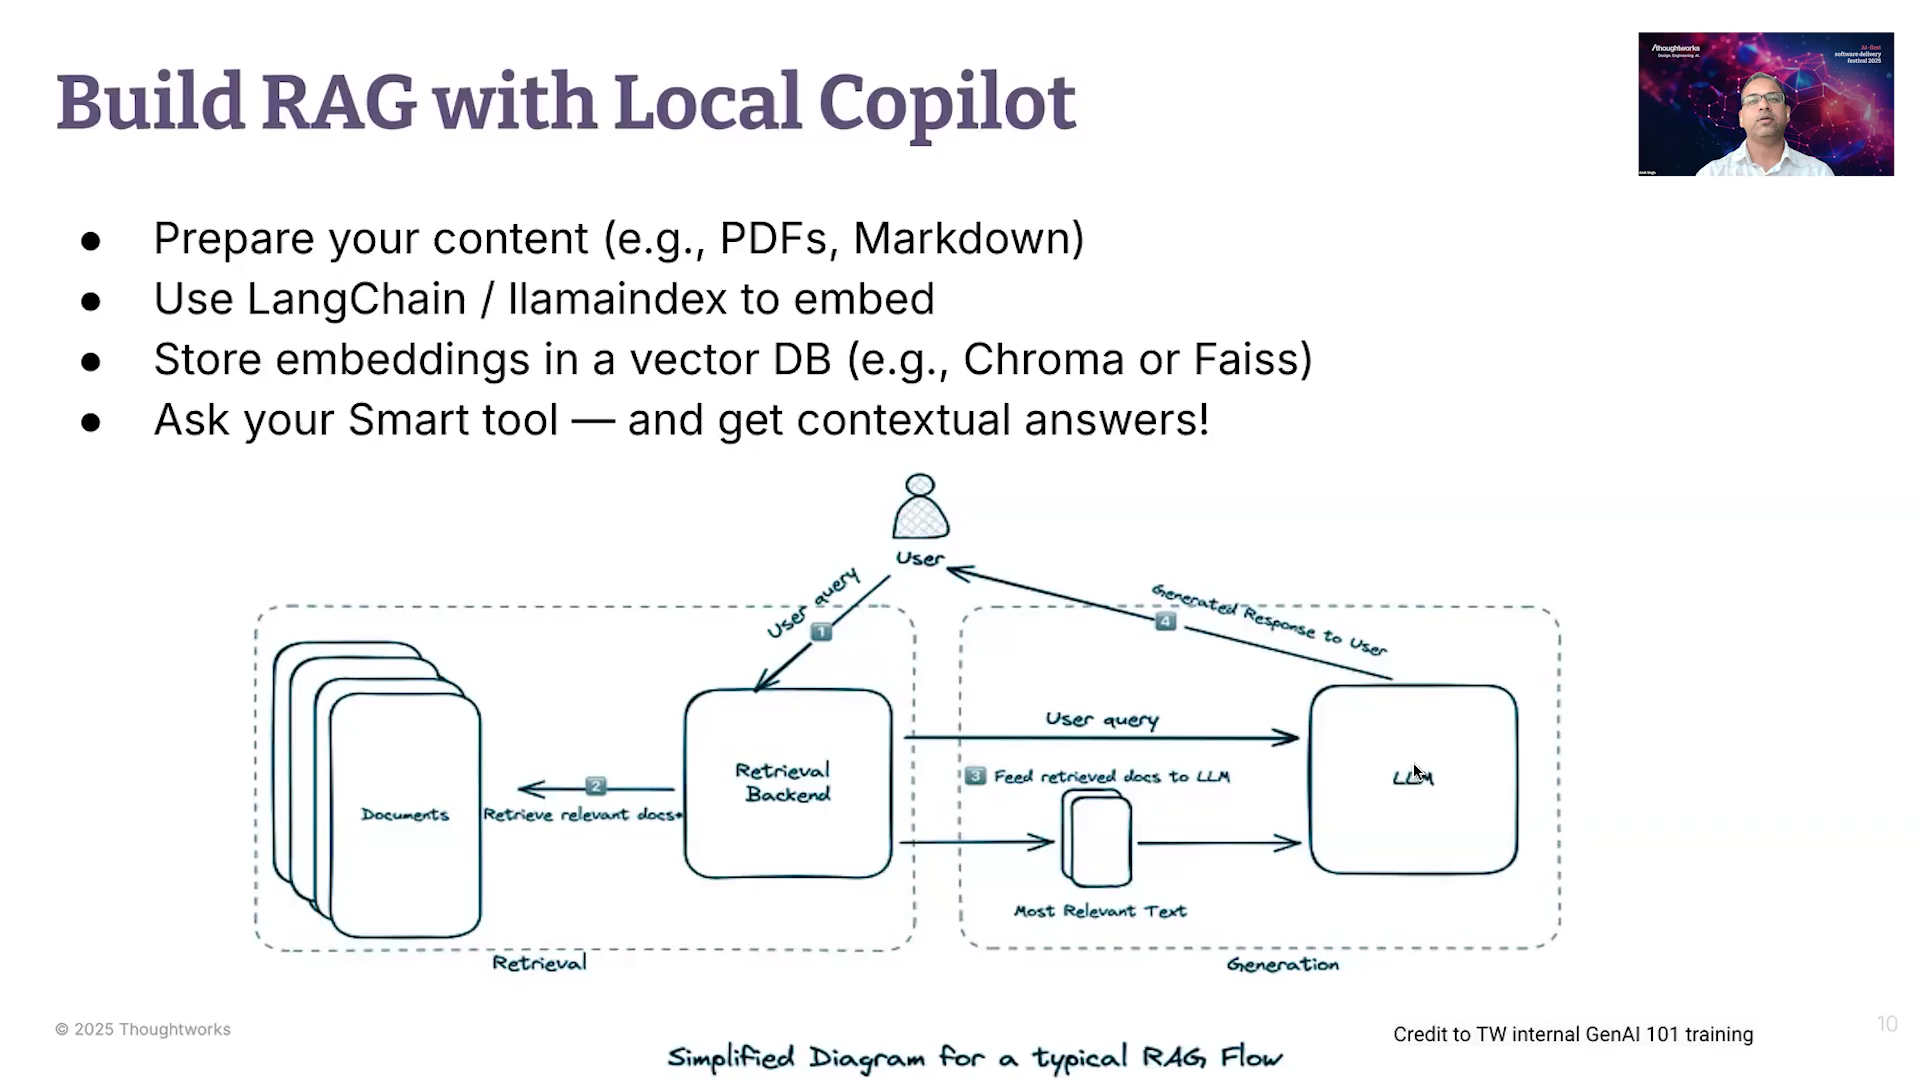 Build RAG with Local Copilot
/thoughtworks
Design. Engineering. AI.
AI-first
software delivery
festival 2025
● Prepare your content (e.g., PDFs, Markdown)
● Use LangChain / llamaindex to embed
● Store embeddings in a vector DB (e.g., Chroma or Faiss)
● Ask your Smart tool — and get contextual answers!
User
User query
1
4
Generated Response to User
Documents
2
Retrieve relevant docs
Retrieval
Backend
User query
3 Feed retrieved docs to LLM
Most Relevant Text
LLM
Retrieval
Generation
© 2025 Thoughtworks
Credit to TW internal GenAI 101 training
10
Simplified Diagram for a typical RAG Flow